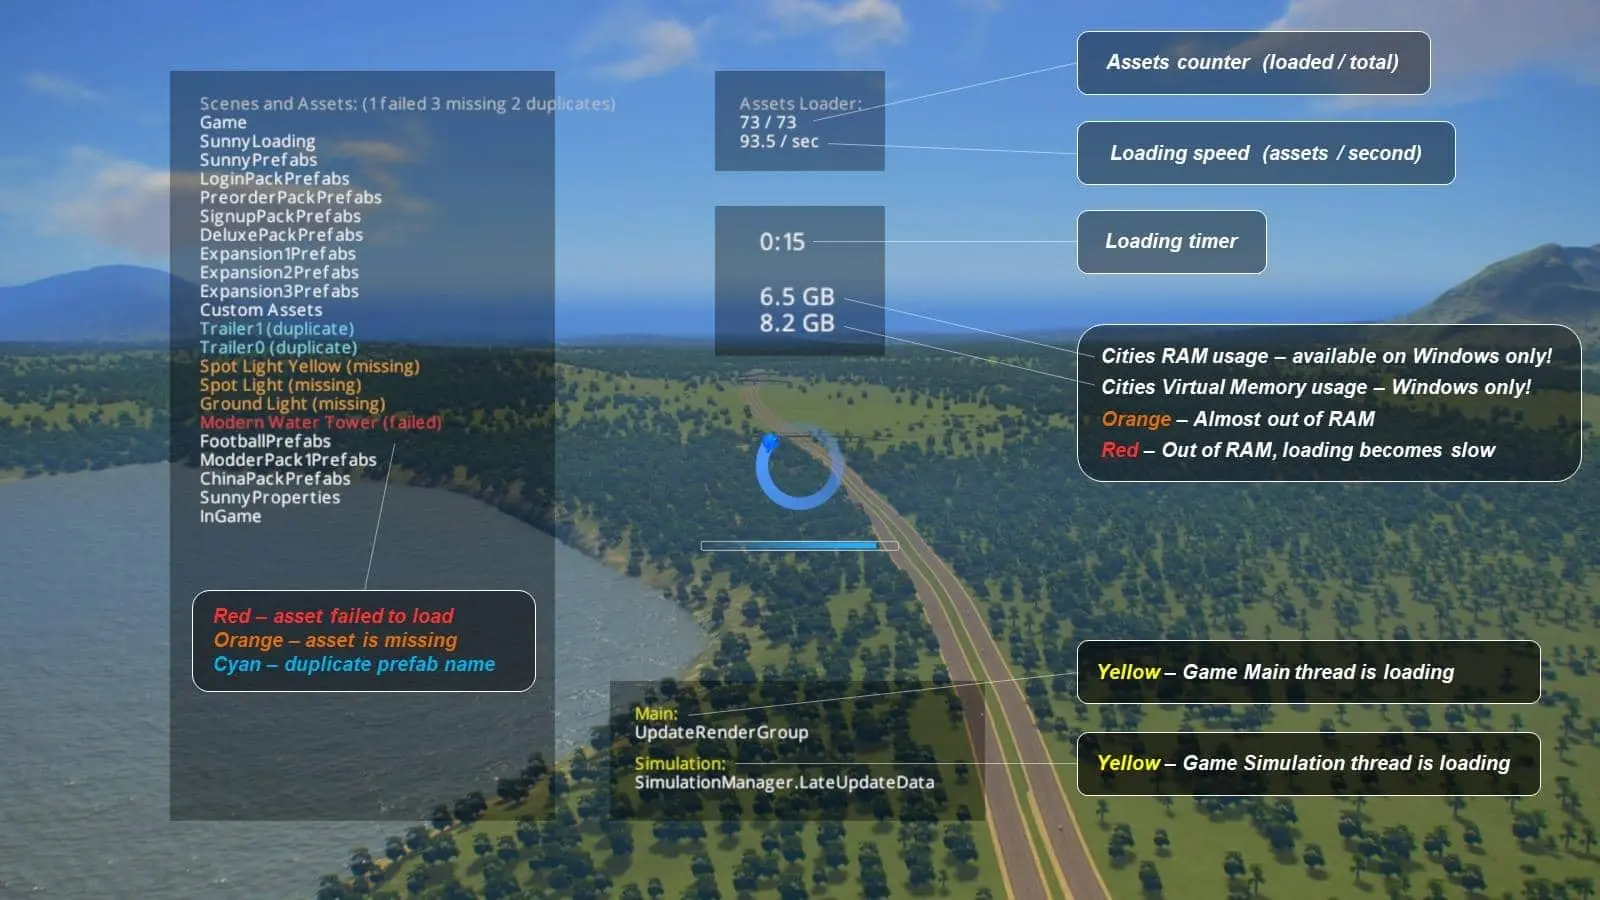 Scenes and Assets: (1 failed 3 missing 2 duplicates)
Game
SunnyLoading
SunnyPrefabs
LoginPackPrefabs
PreorderPackPrefabs
SignupPackPrefabs
DeluxePackPrefabs
Expansion1Prefabs
Expansion2Prefabs
Expansion3Prefabs
Custom Assets
Trailer1 (duplicate)
Trailer0 (duplicate)
Spot Light Yellow (missing)
Spot Light (missing)
Ground Light (missing)
Modern Water Tower (failed)
FootballPrefabs
ModderPack1Prefabs
ChinaPackPrefabs
SunnyProperties
InGame
Red – asset failed to load
Orange – asset is missing
Cyan – duplicate prefab name
Assets Loader:
73 / 73
93.5 / sec
0:15
6.5 GB
8.2 GB
Main:
UpdateRenderGroup
Simulation:
SimulationManager.LateUpdateData
Assets counter (loaded / total)
Loading speed (assets / second)
Loading timer
Cities RAM usage – available on Windows only!
Cities Virtual Memory usage – Windows only!
Orange – Almost out of RAM
Red – Out of RAM, loading becomes slow
Yellow – Game Main thread is loading
Yellow – Game Simulation thread is loading